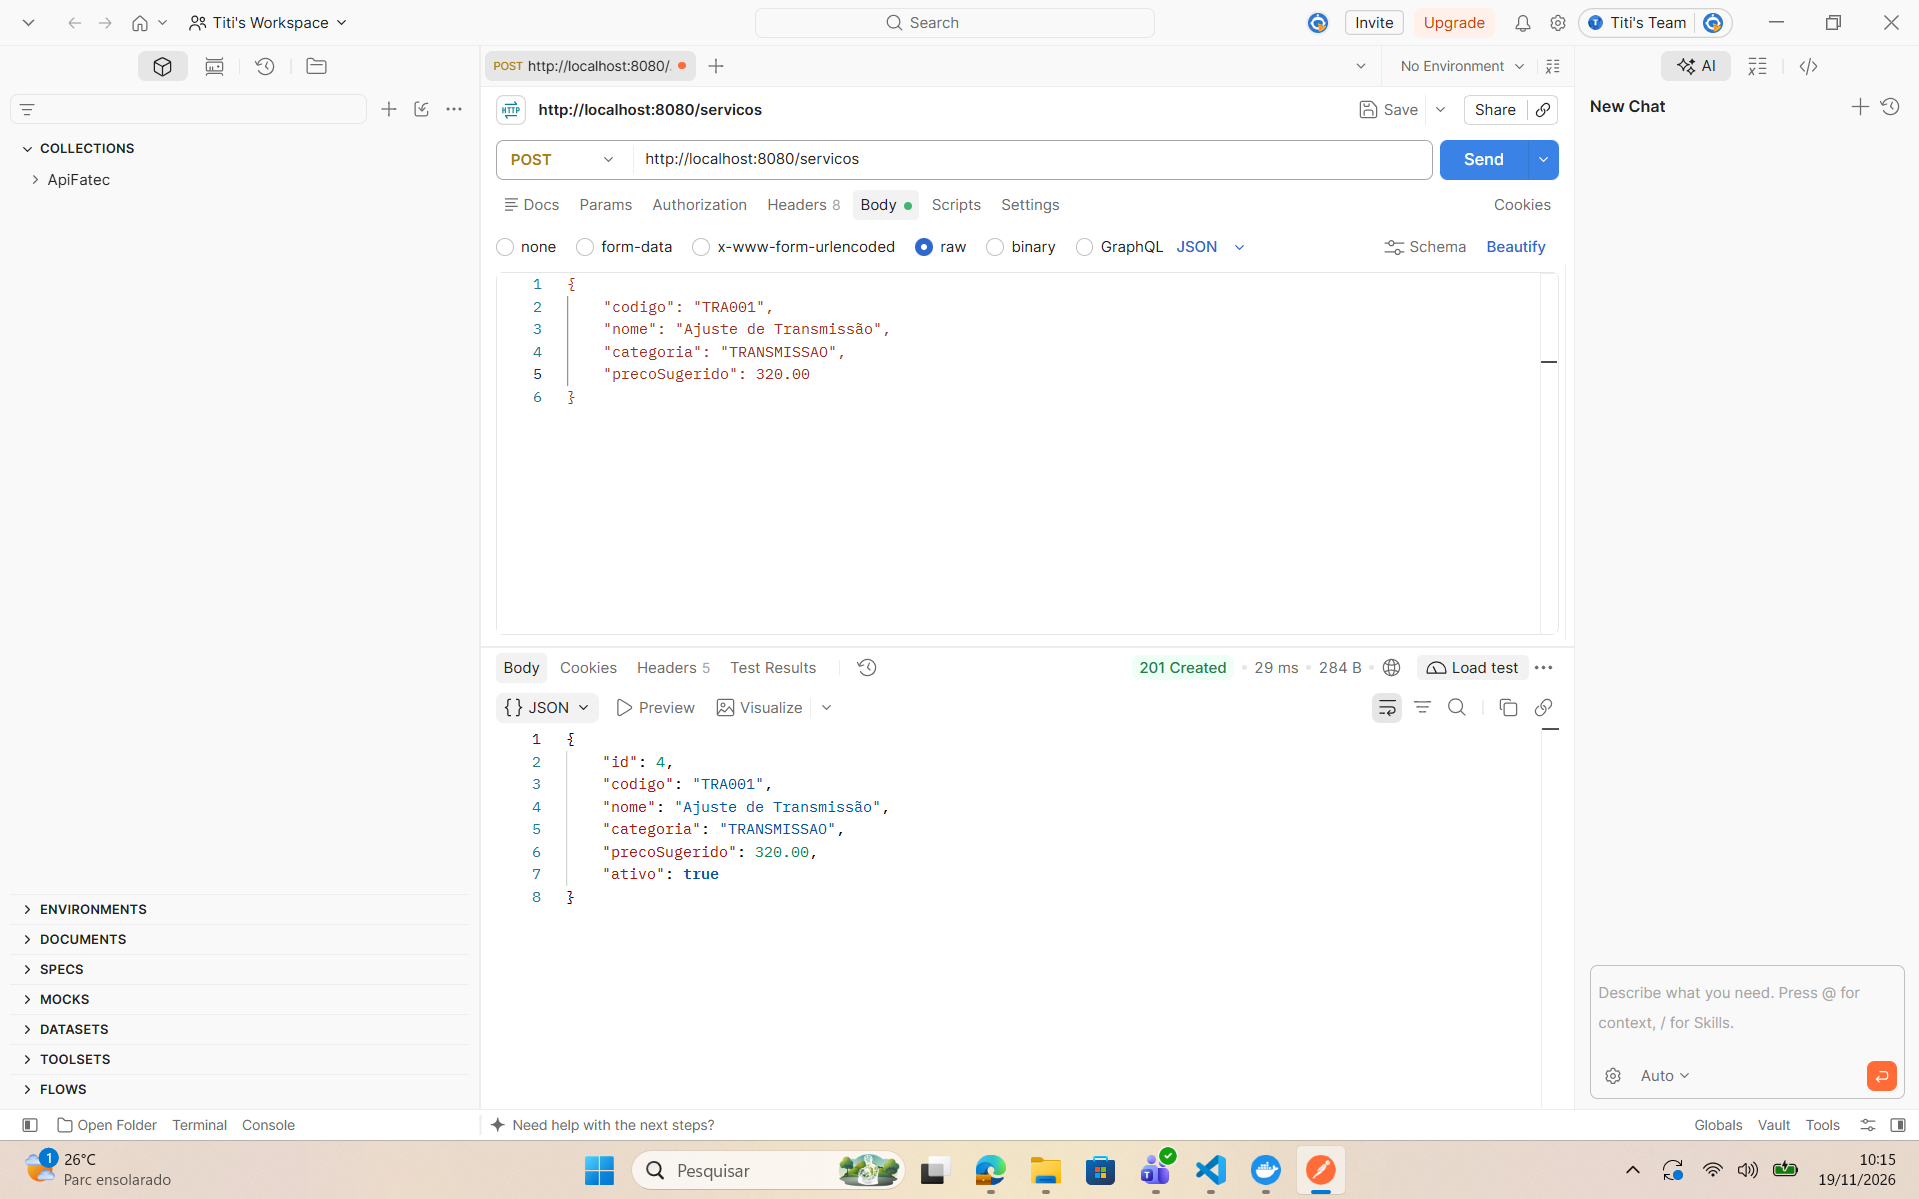 Titi's Workspace
Search
Invite
Upgrade
T
Titi's Team
POST http://localhost:8080/.
No Environment
AI
HTTP
http://localhost:8080/servicos
Save
Share
New Chat
COLLECTIONS
ApiFatec
POST
http://localhost:8080/servicos
Send
Docs
Params
Authorization
Headers 8
Body
Scripts
Settings
Cookies
none
form-data
x-www-form-urlencoded
raw
binary
GraphQL
JSON
Schema
Beautify
1 {
2 "codigo": "TRA001",
3 "nome": "Ajuste de Transmissão",
4 "categoria": "TRANSMISSAO",
5 "precoSugerido": 320.00
6 }
Body
Cookies
Headers 5
Test Results
201 Created
29 ms
284 B
Load test
{} JSON
Preview
Visualize
1 {
2 "id": 4,
3 "codigo": "TRA001",
4 "nome": "Ajuste de Transmissão",
5 "categoria": "TRANSMISSAO",
6 "precoSugerido": 320.00,
7 "ativo": true
8 }
ENVIRONMENTS
DOCUMENTS
SPECS
MOCKS
DATASETS
TOOLSETS
FLOWS
Describe what you need. Press @ for
context, / for Skills.
Auto
Open Folder
Terminal
Console
Need help with the next steps?
Globals
Vault
Tools
1
26°C
Parc ensolarado
Pesquisar
T
10:15
19/11/2026